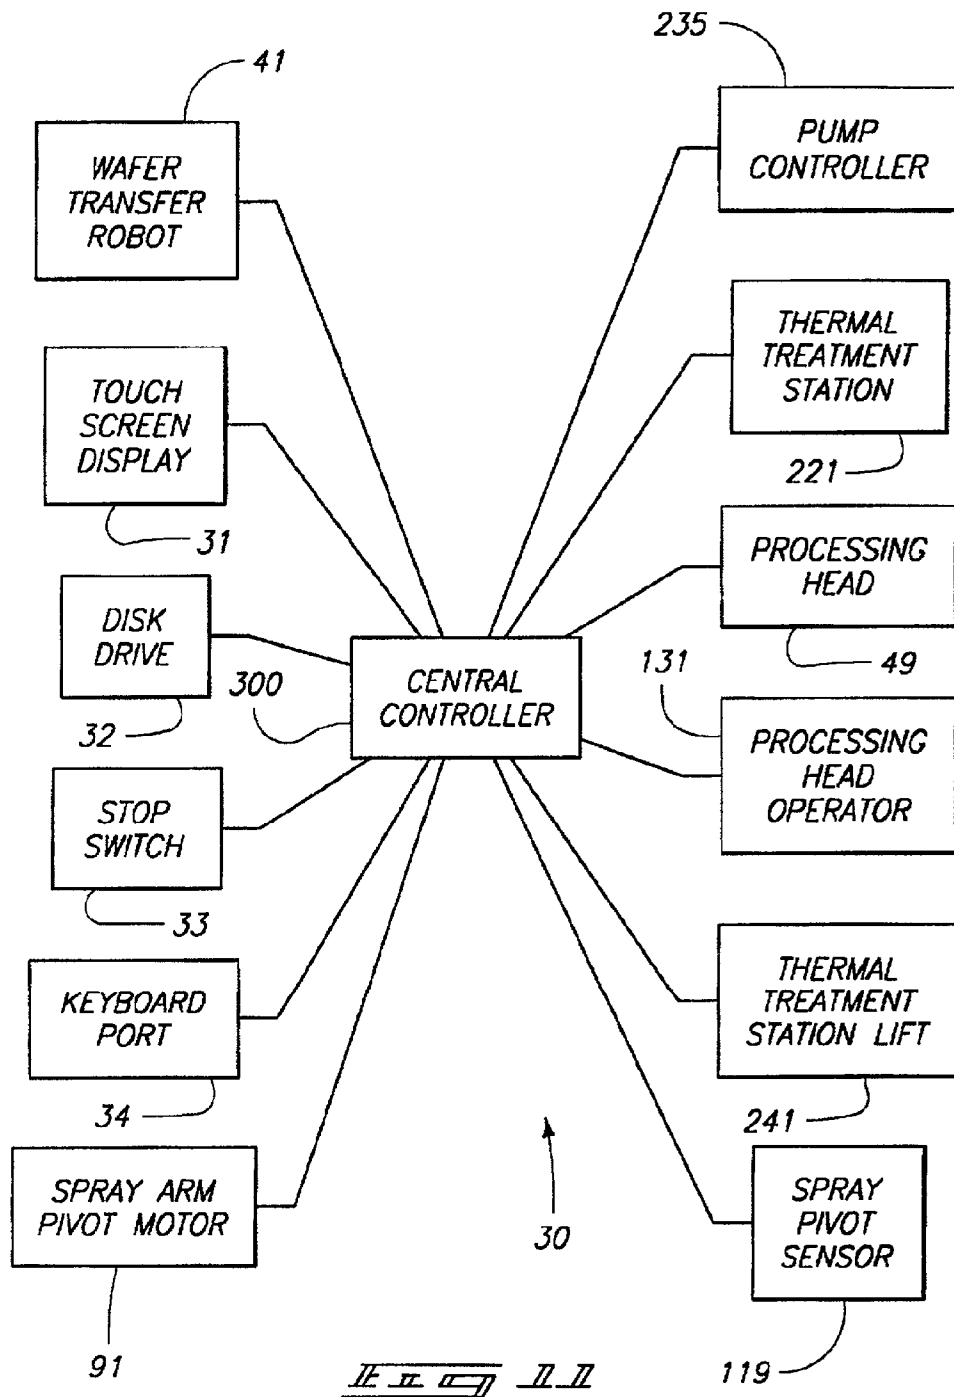 41
WAFER
TRANSFER
ROBOT
TOUCH
SCREEN
DISPLAY
31
DISK
DRIVE
32
STOP
SWITCH
33
KEYBOARD
PORT
34
SPRAY ARM
PIVOT MOTOR
91
300
CENTRAL
CONTROLLER
235
PUMP
CONTROLLER
THERMAL
TREATMENT
STATION
221
PROCESSING
HEAD
49
131
PROCESSING
HEAD
OPERATOR
THERMAL
TREATMENT
STATION LIFT
241
SPRAY
PIVOT
SENSOR
119
30
Fig 11